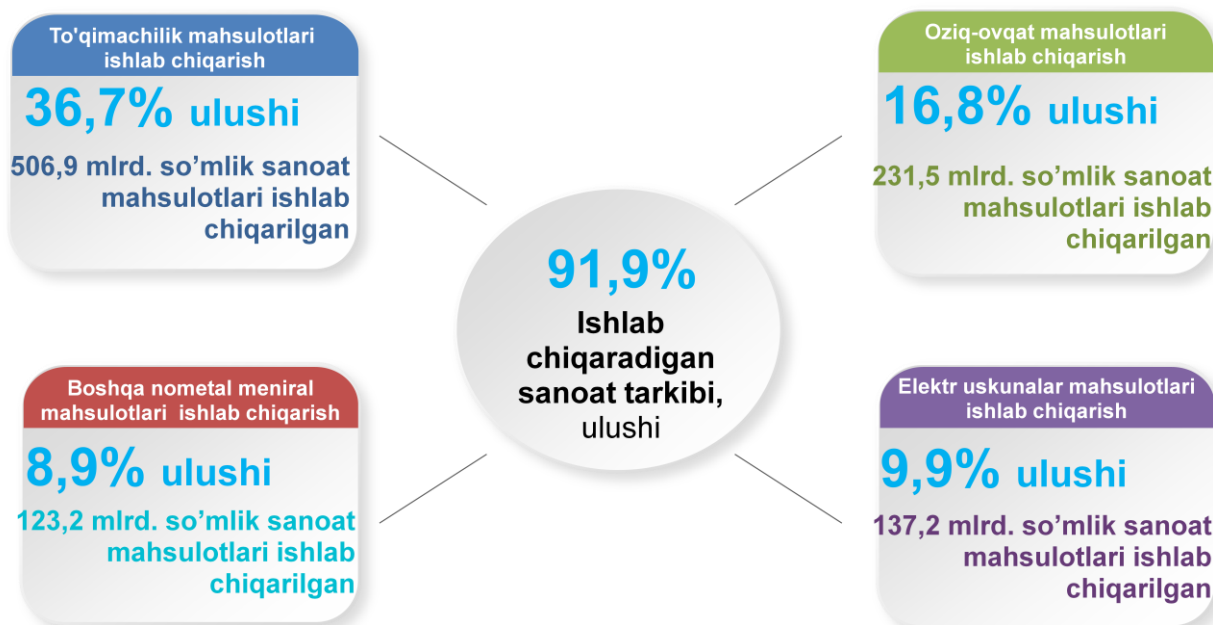 To'qimachilik mahsulotlari
ishlab chiqarish
36,7% ulushi
506,9 mlrd. so’mlik sanoat
mahsulotlari ishlab
chiqarilgan
Oziq-ovqat mahsulotlari
ishlab chiqarish
16,8% ulushi
231,5 mlrd. so’mlik sanoat
mahsulotlari ishlab
chiqarilgan
91,9%
Ishlab
chiqaradigan
sanoat tarkibi,
ulushi
Boshqa nometal meniral
mahsulotlari ishlab chiqarish
8,9% ulushi
123,2 mlrd. so’mlik sanoat
mahsulotlari ishlab
chiqarilgan
Elektr uskunalar mahsulotlari
ishlab chiqarish
9,9% ulushi
137,2 mlrd. so’mlik sanoat
mahsulotlari ishlab
chiqarilgan